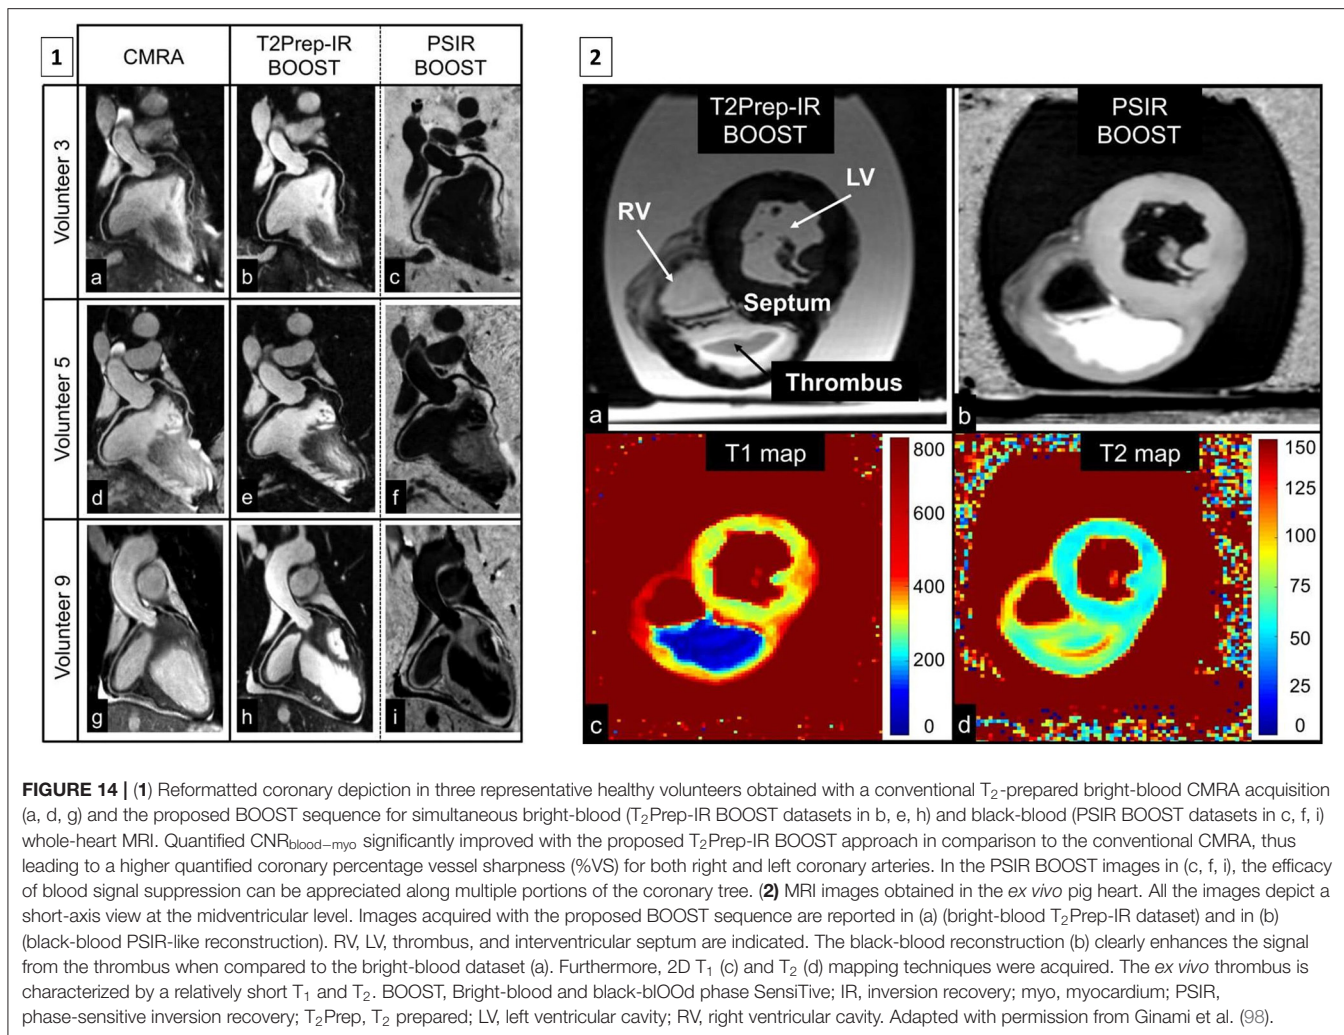 1
CMRA
T2Prep-IR
BOOST
PSIR
BOOST
Volunteer 3
a
b
c
Volunteer 5
d
e
f
Volunteer 9
g
h
i
2
T2Prep-IR
BOOST
LV
RV
Septum
Thrombus
a
PSIR
BOOST
b
T1 map
800
600
400
200
0
c
T2 map
150
125
100
75
50
25
0
d
FIGURE 14 | (1) Reformatted coronary depiction in three representative healthy volunteers obtained with a conventional T2-prepared bright-blood CMRA acquisition
(a, d, g) and the proposed BOOST sequence for simultaneous bright-blood (T2Prep-IR BOOST datasets in b, e, h) and black-blood (PSIR BOOST datasets in c, f, i)
whole-heart MRI. Quantified CNRblood–myo significantly improved with the proposed T2Prep-IR BOOST approach in comparison to the conventional CMRA, thus
leading to a higher quantified coronary percentage vessel sharpness (%VS) for both right and left coronary arteries. In the PSIR BOOST images in (c, f, i), the efficacy
of blood signal suppression can be appreciated along multiple portions of the coronary tree. (2) MRI images obtained in the ex vivo pig heart. All the images depict a
short-axis view at the midventricular level. Images acquired with the proposed BOOST sequence are reported in (a) (bright-blood T2Prep-IR dataset) and in (b)
(black-blood PSIR-like reconstruction). RV, LV, thrombus, and interventricular septum are indicated. The black-blood reconstruction (b) clearly enhances the signal
from the thrombus when compared to the bright-blood dataset (a). Furthermore, 2D T1 (c) and T2 (d) mapping techniques were acquired. The ex vivo thrombus is
characterized by a relatively short T1 and T2. BOOST, Bright-blood and black-blOOd phase SensiTive; IR, inversion recovery; myo, myocardium; PSIR,
phase-sensitive inversion recovery; T2Prep, T2 prepared; LV, left ventricular cavity; RV, right ventricular cavity. Adapted with permission from Ginami et al. (98).